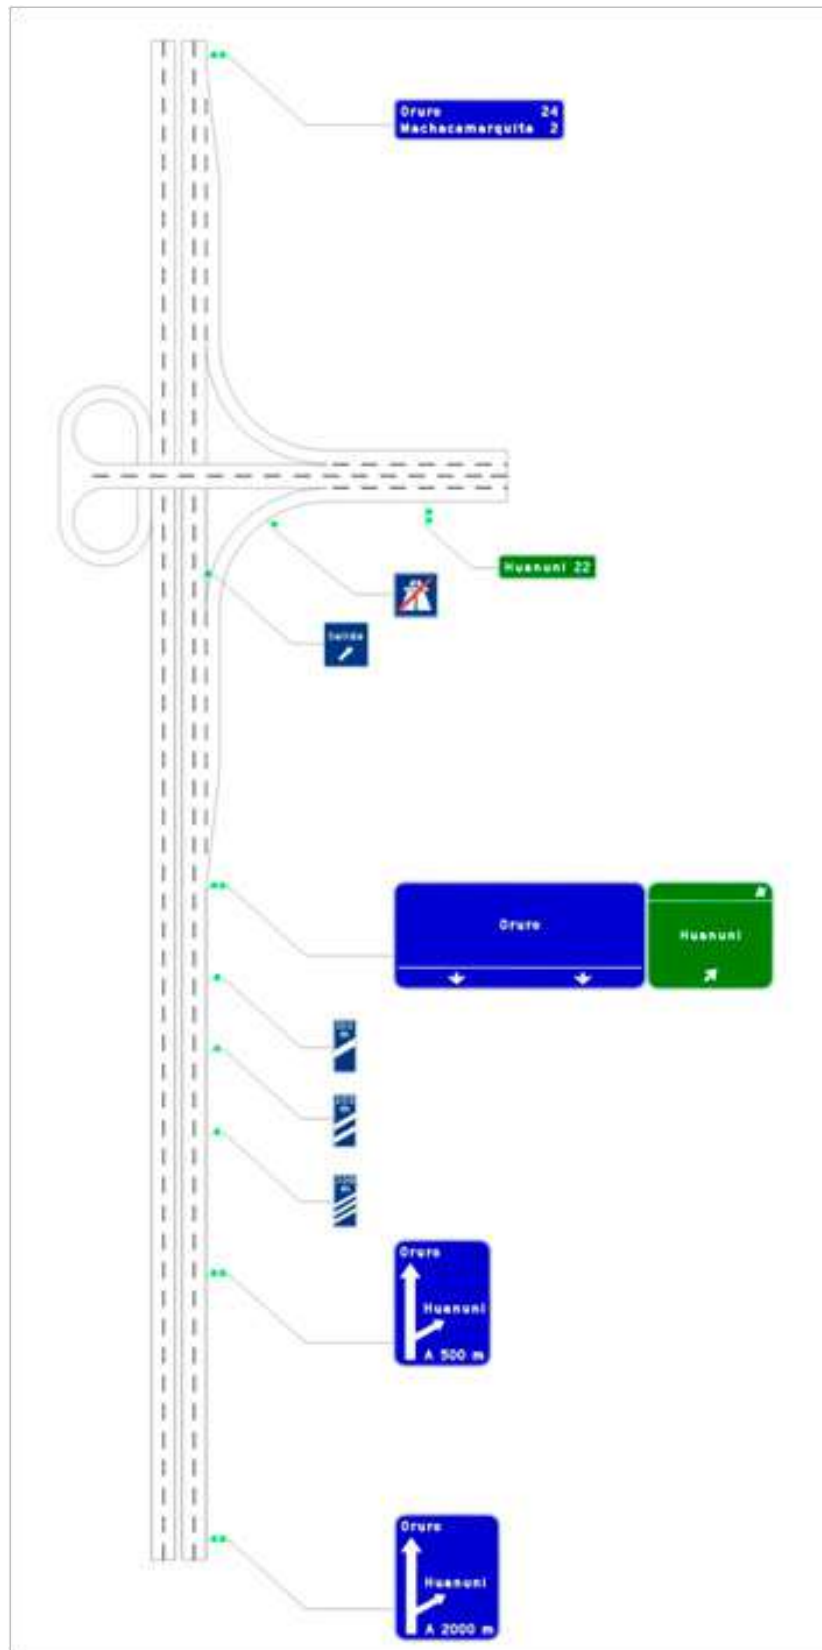 Oruro 24
Machacamarquita 2
Huanuni 22
Salida
Oruro
Huanuni
Oruro
Huanuni
A 500 m
Oruro
Huanuni
A 2000 m